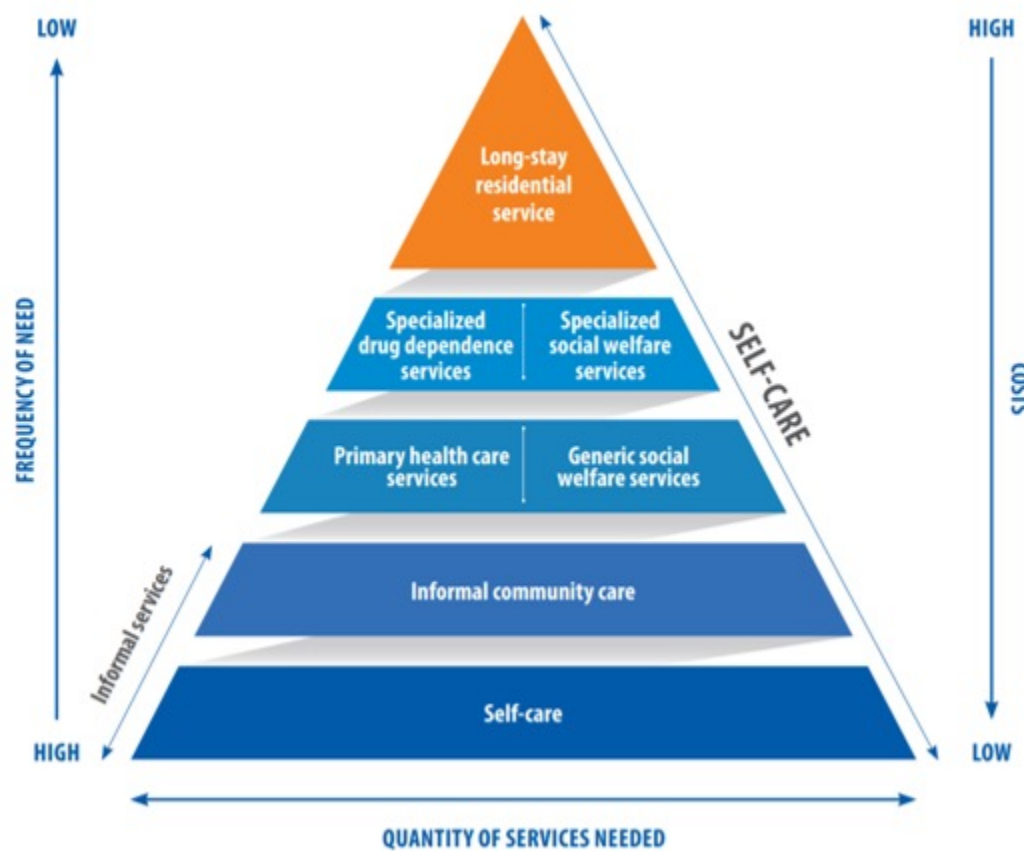 LOW
HIGH
Long-stay
residential
service
Specialized
drug dependence
services
Specialized
social welfare
services
SELF-CARE
FREQUENCY OF NEED
COSTS
Primary health care
services
Generic social
welfare services
Informal services
Informal community care
Self-care
HIGH
LOW
QUANTITY OF SERVICES NEEDED